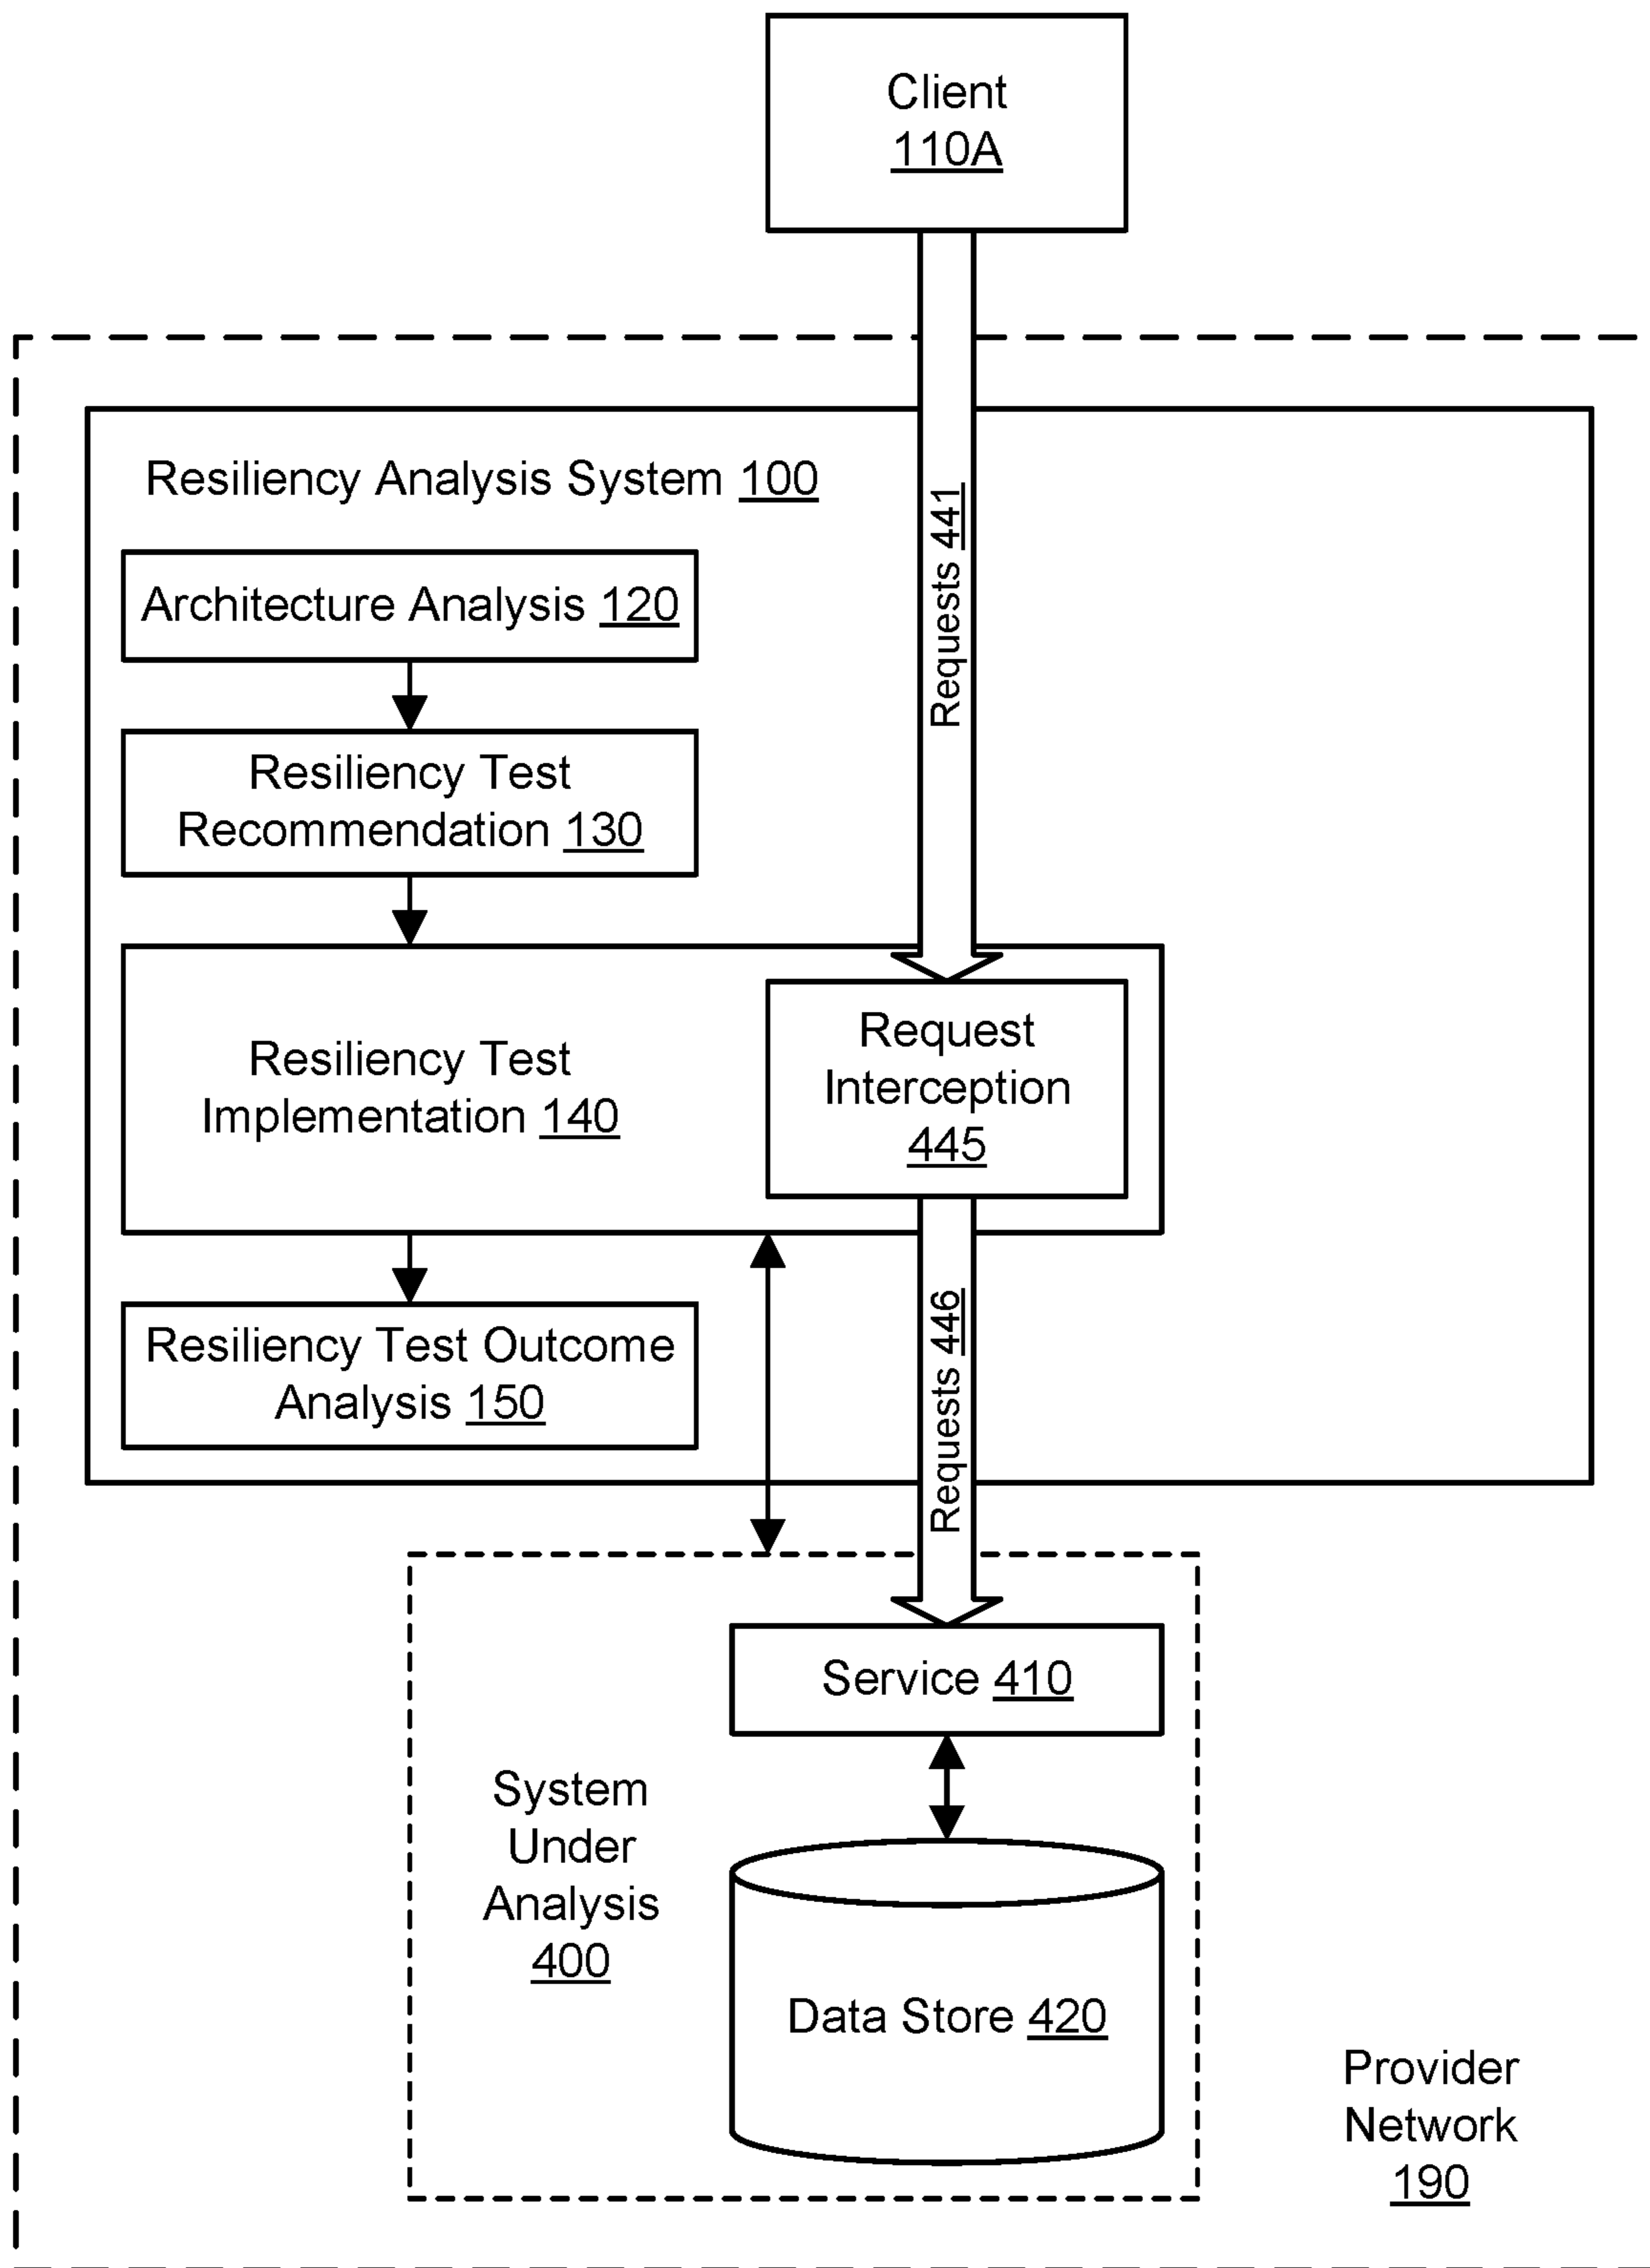 Client
110A
Resiliency Analysis System 100
Requests 441
Architecture Analysis 120
Resiliency Test
Recommendation 130
Resiliency Test
Implementation 140
Request
Interception
445
Resiliency Test Outcome
Analysis 150
Requests 446
Service 410
System
Under
Analysis
400
Data Store 420
Provider
Network
190